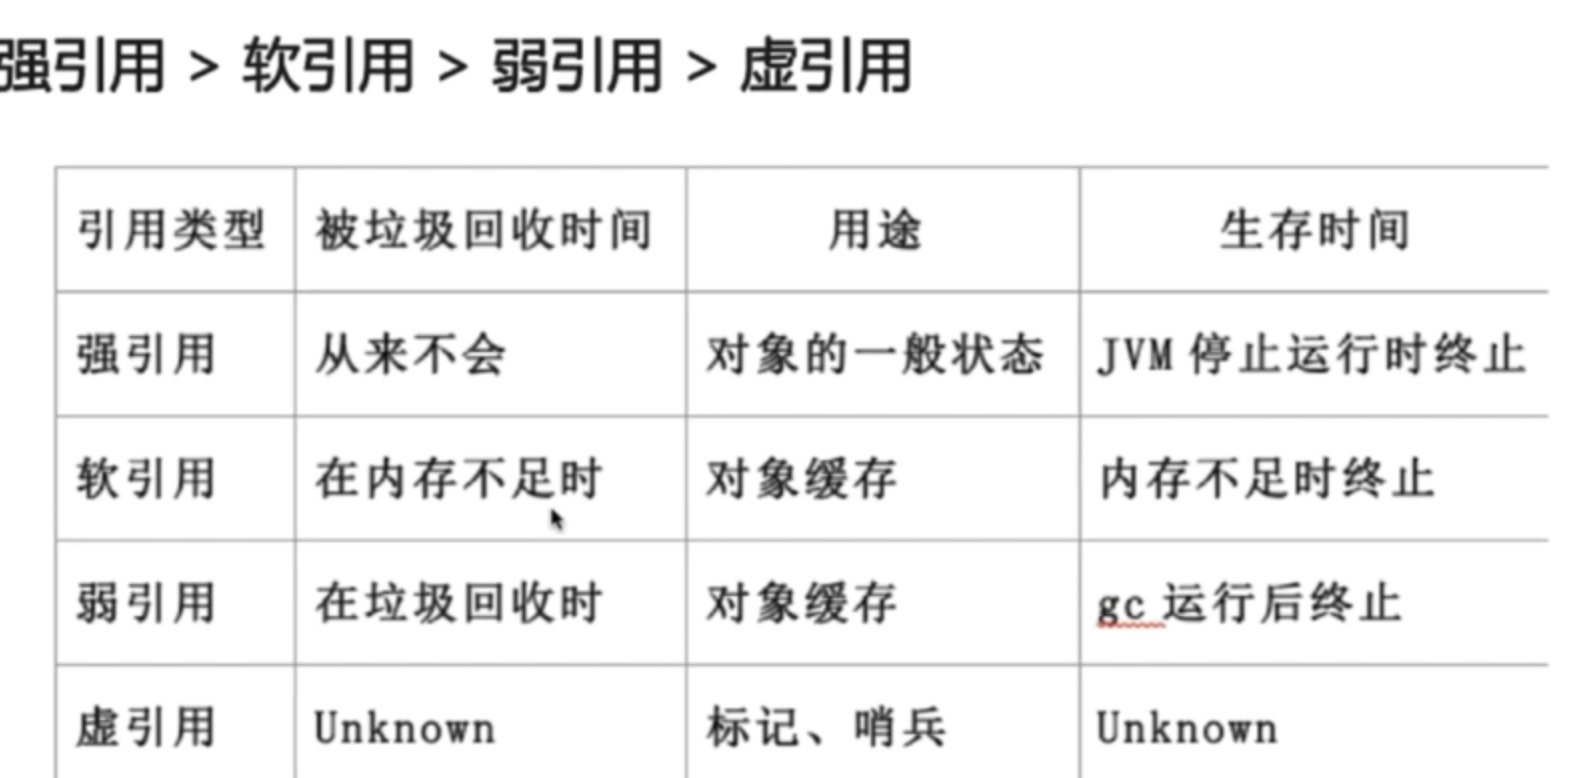 强引用 > 软引用 > 弱引用 > 虚引用
引用类型 被垃圾回收时间 用途 生存时间
强引用 从来不会 对象的一般状态 JVM 停止运行时终止
软引用 在内存不足时 对象缓存 内存不足时终止
弱引用 在垃圾回收时 对象缓存 gc 运行后终止
虚引用 Unknown 标记、哨兵 Unknown